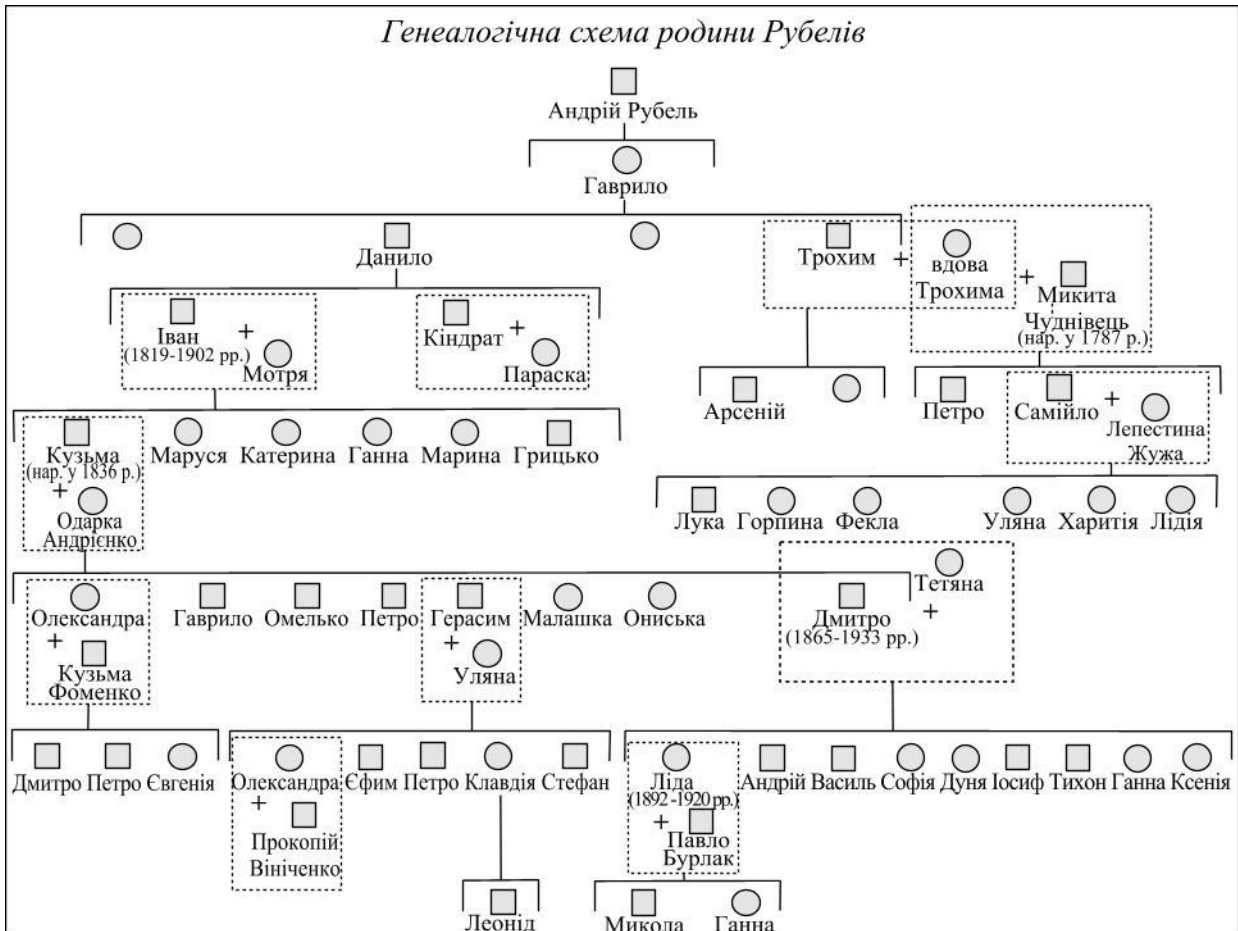 Генеалогічна схема родини Рубелів
Андрій Рубель
Гаврило
Данило
Трохим + вдова
Трохима
+ Микита
Чуднівець
(нар. у 1787 р.)
Іван +
(1819-1902 рр.)
Мотря
Кіндрат +
Параска
Арсеній
Петро Самійло + Лепестина
Жужа
Кузьма Маруся Катерина Ганна Марина Грицько
(нар. у 1836 р.)
+
Одарка
Андрієнко
Лука Горпина Фекла Уляна Харитія Лідія
Олександра Гаврило Омелько Петро Герасим Малашка Ониська Дмитро + Тетяна
(1865-1933 рр.)
+
Кузьма
Фоменко
+
Уляна
Дмитро Петро Євгенія Олександра Єфим Петро Клавдія Стефан Ліда Андрій Василь Софія Дуня Іосиф Тихон Ганна Ксенія
(1892-1920 рр.)
+
Прокопій
Вініченко
+
Павло
Бурлак
Леонід Микола Ганна